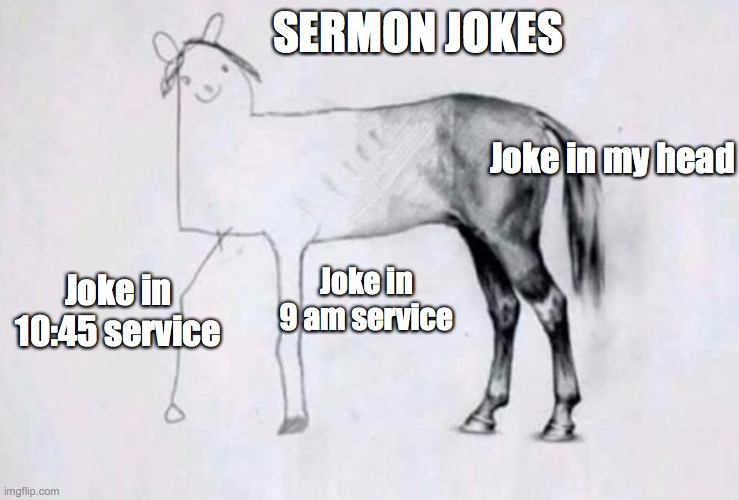 SERMON JOKES
Joke in my head
Joke in
10:45 service
Joke in
9 am service
imgflip.com